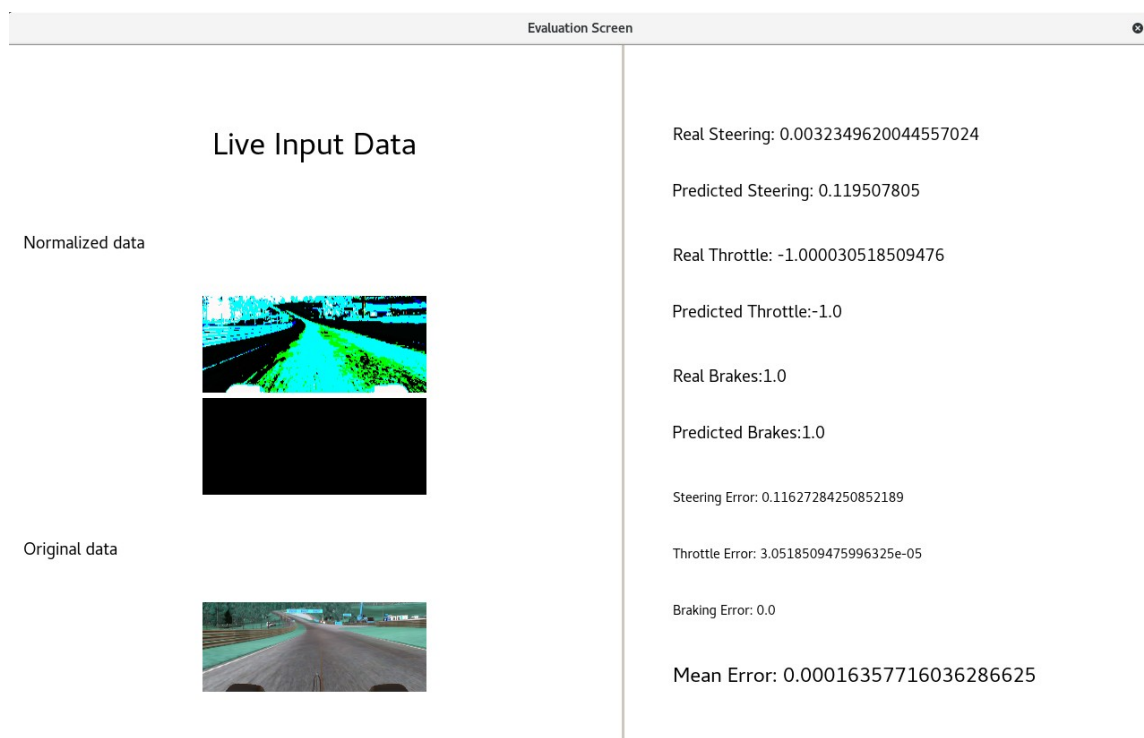 Evaluation Screen
Live Input Data
Normalized data
Original data
Real Steering: 0.0032349620044557024
Predicted Steering: 0.119507805
Real Throttle: -1.000030518509476
Predicted Throttle:-1.0
Real Brakes:1.0
Predicted Brakes:1.0
Steering Error: 0.11627284250852189
Throttle Error: 3.0518509475996325e-05
Braking Error: 0.0
Mean Error: 0.00016357716036286625